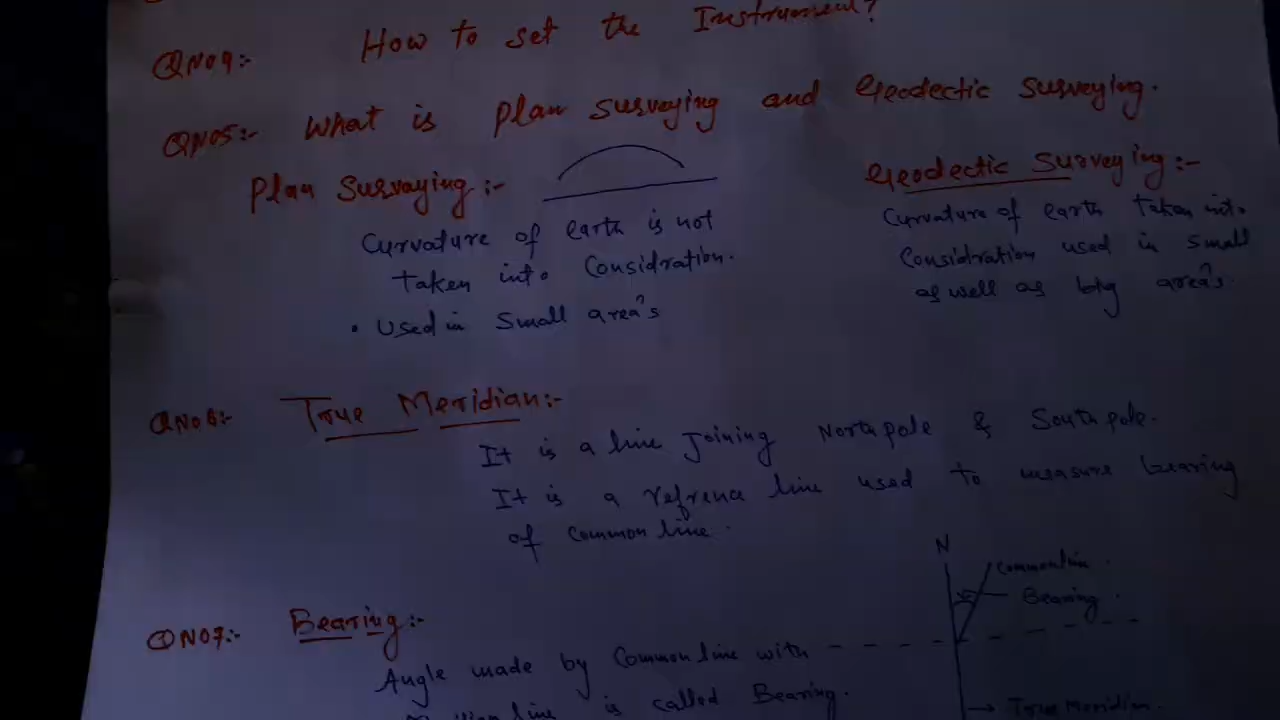 QNo4:- How to set the Instrument?
QNO5:- What is Plan Survaying and Geodectic Surveying.
Plan Survaying:-
Curvature of earth is not
taken into Considration.
• Used in Small area's
Geodectic Surveying:-
Curvature of earth Taken into
Considration used in small
as well as big area's
QNo6:- True Meridian:-
It is a line Joining North pole & South pole.
It is a refrence line used to measure bearing
of Common line.
QNO7:- Bearing:-
Angle made by Common line with
line is called Bearing.
N
Common line.
Bearing
True Meridian.